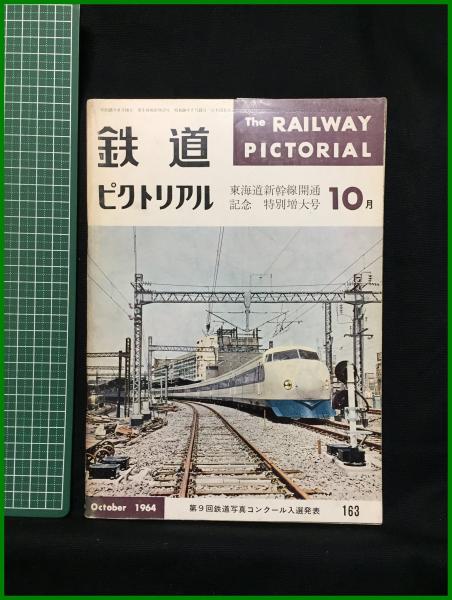 鉄道
The RAILWAY
PICTORIAL
ピクトリアル
東海道新幹線開通
記念 特別増大号
10月
October 1964
第9回鉄道写真コンクール入選発表
163